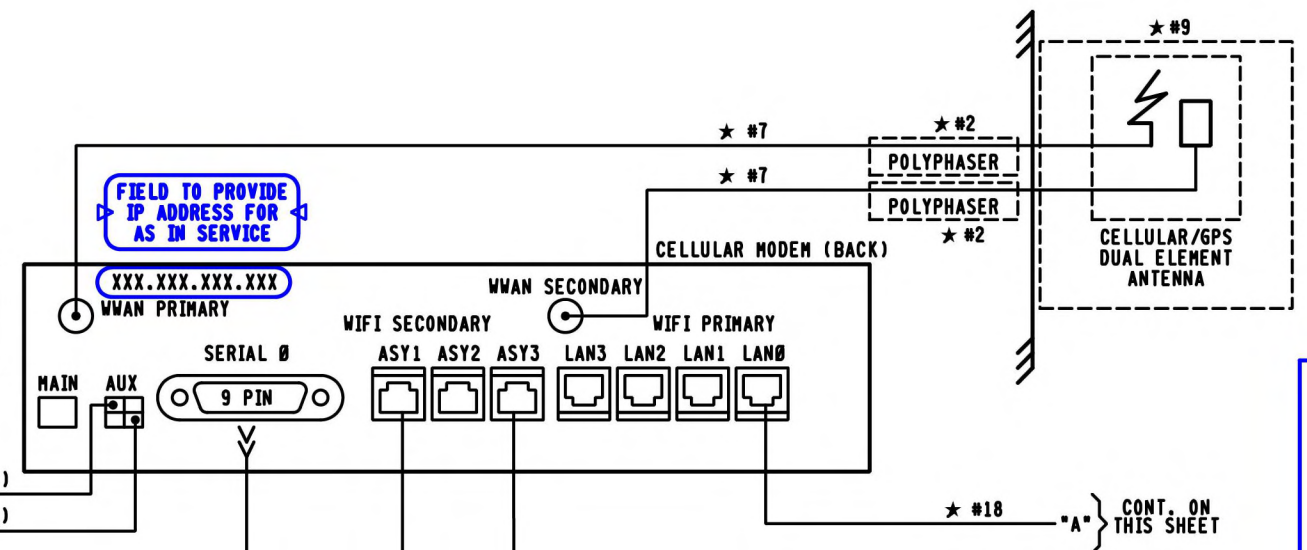 ★ #9
★ #7
★ #2
POLYPHASER
★ #7
POLYPHASER
★ #2
CELLULAR/GPS
DUAL ELEMENT
ANTENNA
FIELD TO PROVIDE
IP ADDRESS FOR
AS IN SERVICE
CELLULAR MODEM (BACK)
XXX.XXX.XXX.XXX
WWAN PRIMARY
WWAN SECONDARY
WIFI SECONDARY
WIFI PRIMARY
SERIAL Ø
ASY1 ASY2 ASY3 LAN3 LAN2 LAN1 LANØ
MAIN AUX
9 PIN
)
)
★ #18
"A"
CONT. ON
THIS SHEET